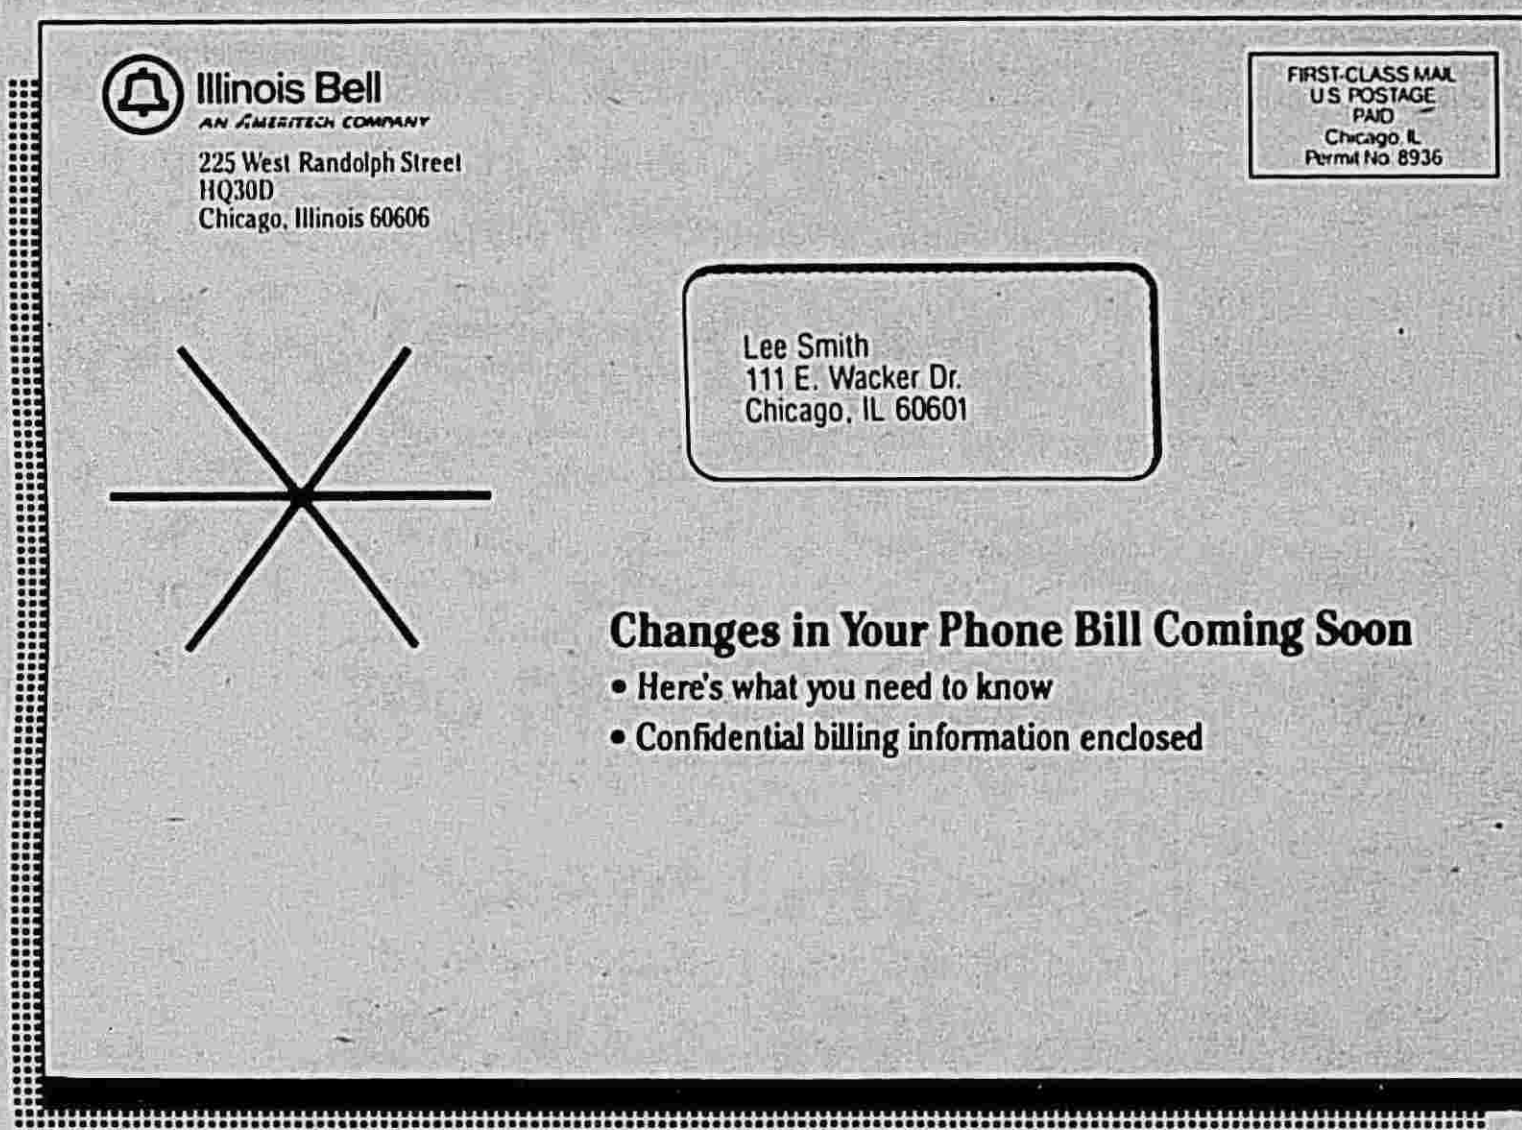 Illinois Bell
AN AMERITECH COMPANY
225 West Randolph Street
HQ30D
Chicago, Illinois 60606
FIRST-CLASS MAIL
U S POSTAGE
PAID
Chicago, IL
Permit No. 8936
Lee Smith
111 E. Wacker Dr.
Chicago, IL 60601
Changes in Your Phone Bill Coming Soon
• Here's what you need to know
• Confidential billing information enclosed